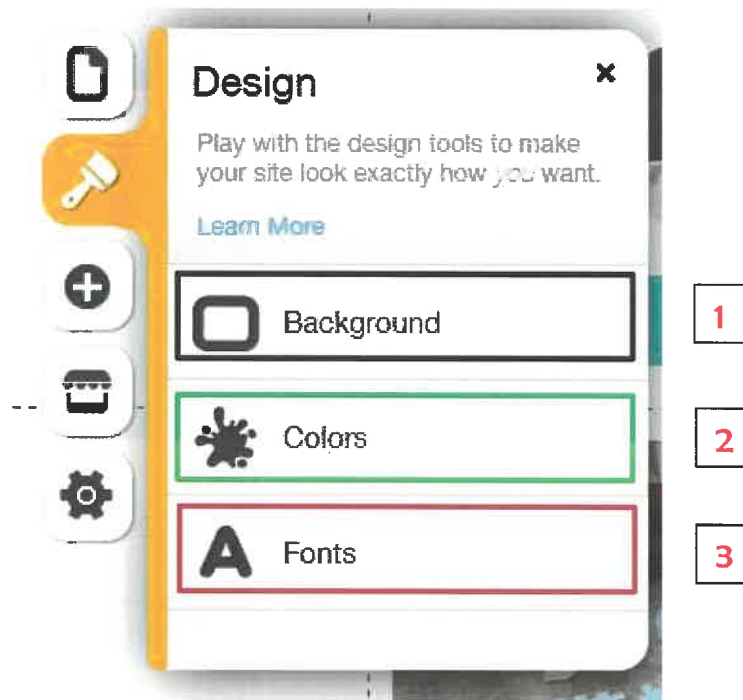 Design
Play with the design tools to make
your site look exactly how you want.
Learn More
Background
1
Colors
2
Fonts
3